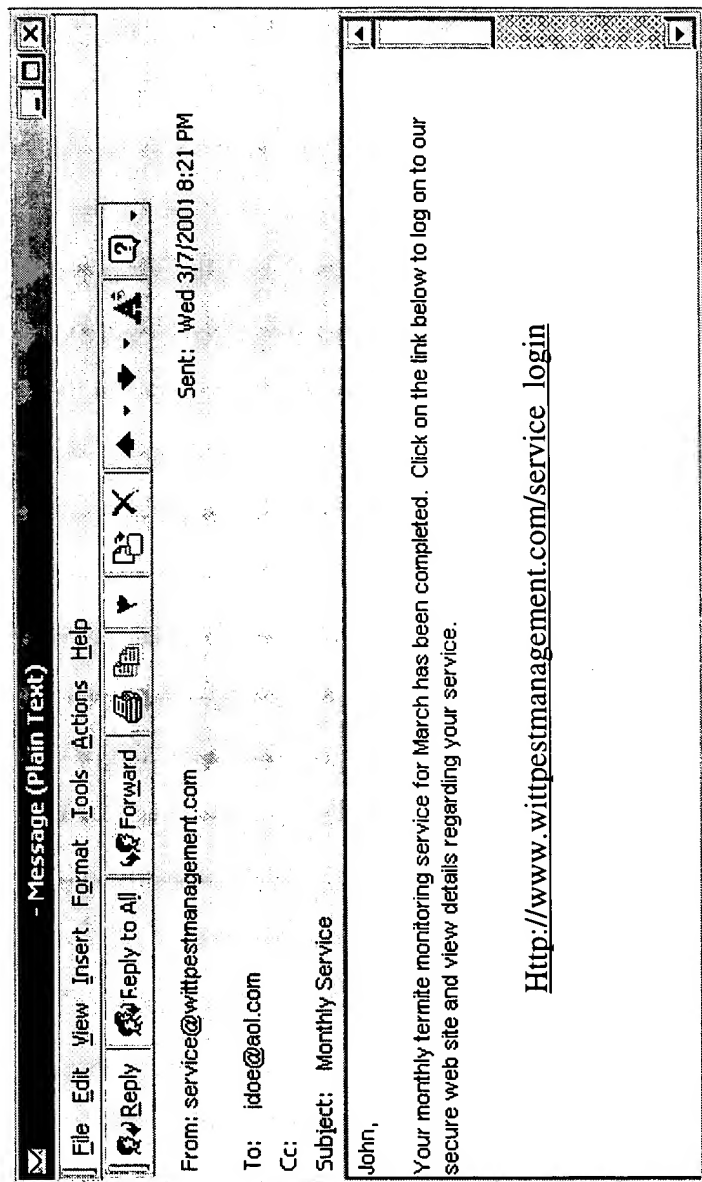 - Message (Plain Text)
File Edit View Insert Format Tools Actions Help
Reply Reply to All Forward
From: service@wittpestmanagement.com
Sent: Wed 3/7/2001 8:21 PM
To: jdoe@aol.com
Cc:
Subject: Monthly Service
John,
Your monthly termite monitoring service for March has been completed. Click on the link below to log on to our
secure web site and view details regarding your service.
Http://www.wittpestmanagement.com/service_login